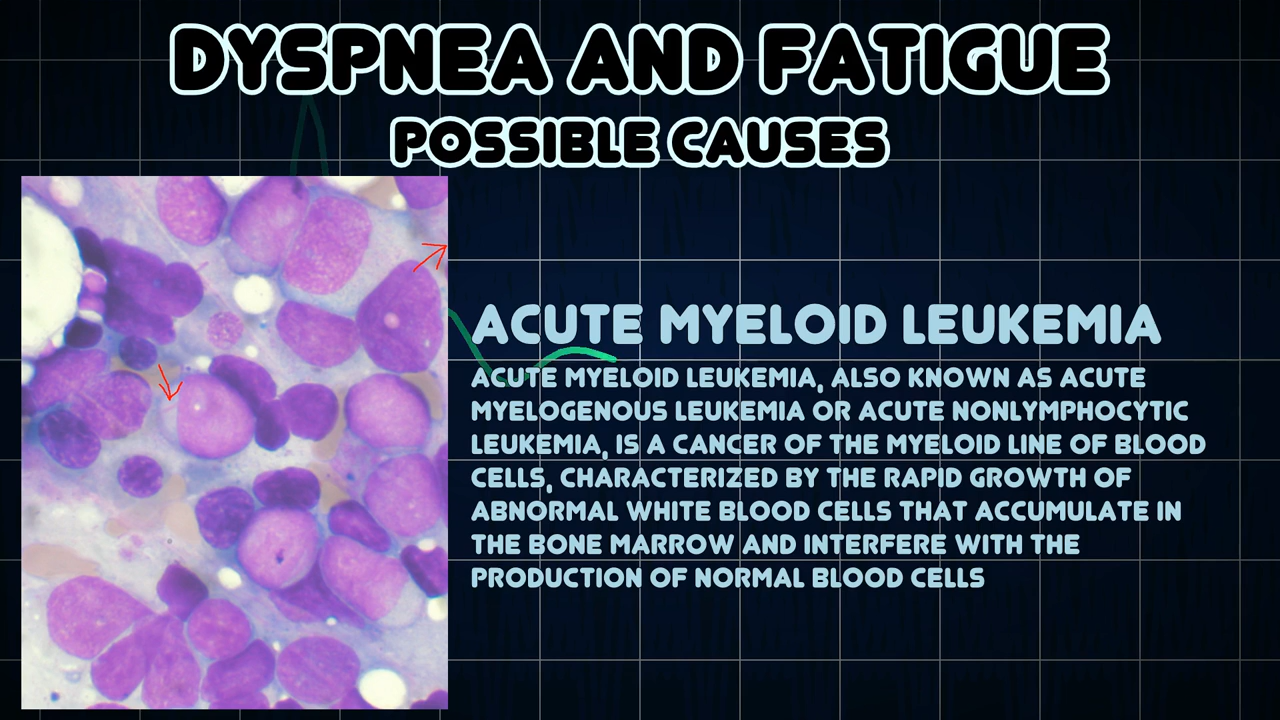 DYSPNEA AND FATIGUE
POSSIBLE CAUSES
ACUTE MYELOID LEUKEMIA
ACUTE MYELOID LEUKEMIA, ALSO KNOWN AS ACUTE
MYELOGENOUS LEUKEMIA OR ACUTE NONLYMPHOCYTIC
LEUKEMIA, IS A CANCER OF THE MYELOID LINE OF BLOOD
CELLS, CHARACTERIZED BY THE RAPID GROWTH OF
ABNORMAL WHITE BLOOD CELLS THAT ACCUMULATE IN
THE BONE MARROW AND INTERFERE WITH THE
PRODUCTION OF NORMAL BLOOD CELLS